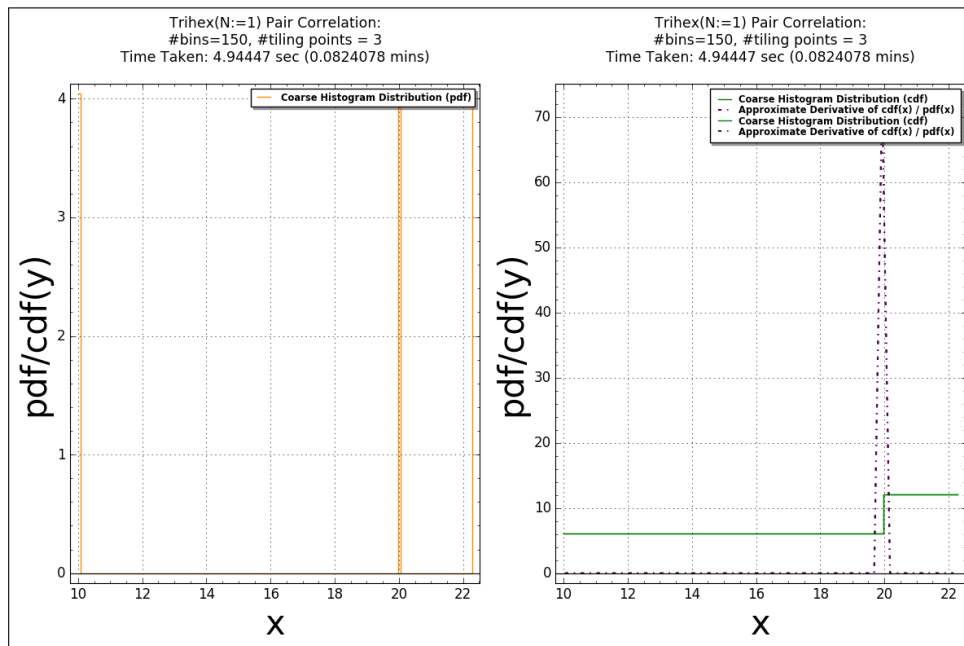 Trihex(N:=1) Pair Correlation:
#bins=150, #tiling points = 3
Time Taken: 4.94447 sec (0.0824078 mins)
Coarse Histogram Distribution (pdf)
4
3
2
1
0
pdf/cdf(y)
10 12 14 16 18 20 22
x
Trihex(N:=1) Pair Correlation:
#bins=150, #tiling points = 3
Time Taken: 4.94447 sec (0.0824078 mins)
Coarse Histogram Distribution (cdf)
Approximate Derivative of cdf(x) / pdf(x)
Coarse Histogram Distribution (cdf)
Approximate Derivative of cdf(x) / pdf(x)
70
60
50
40
30
20
10
0
pdf/cdf(y)
10 12 14 16 18 20 22
x